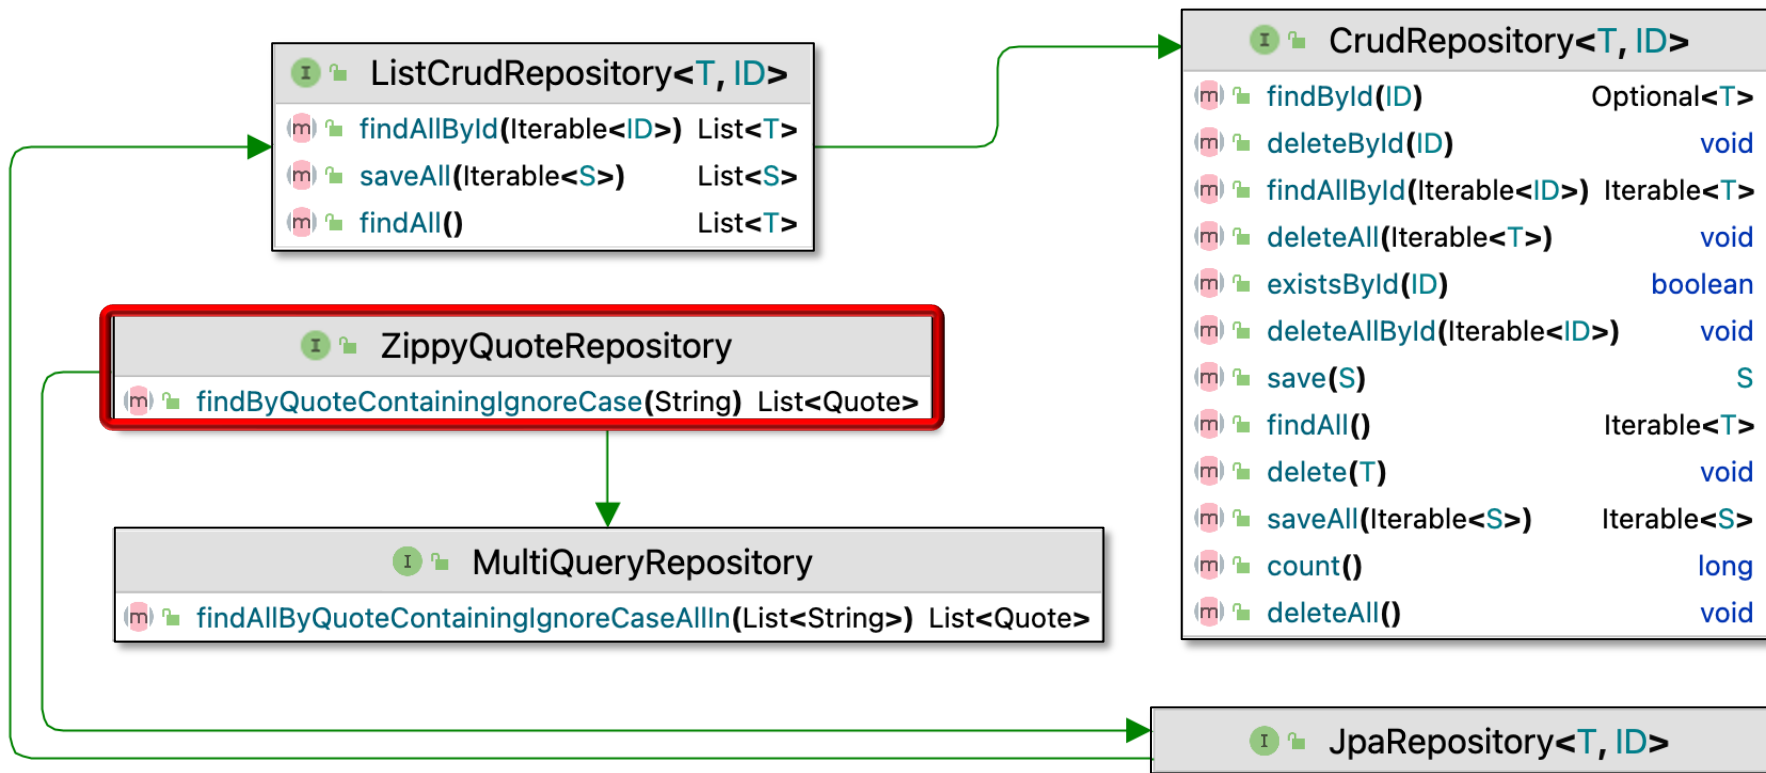 ListCrudRepository<T, ID>
findAllById(Iterable<ID>) List<T>
saveAll(Iterable<S>) List<S>
findAll() List<T>
ZippyQuoteRepository
findByQuoteContainingIgnoreCase(String) List<Quote>
MultiQueryRepository
findAllByQuoteContainingIgnoreCaseAllIn(List<String>) List<Quote>
CrudRepository<T, ID>
findById(ID) Optional<T>
deleteById(ID) void
findAllById(Iterable<ID>) Iterable<T>
deleteAll(Iterable<T>) void
existsById(ID) boolean
deleteAllById(Iterable<ID>) void
save(S) S
findAll() Iterable<T>
delete(T) void
saveAll(Iterable<S>) Iterable<S>
count() long
deleteAll() void
JpaRepository<T, ID>